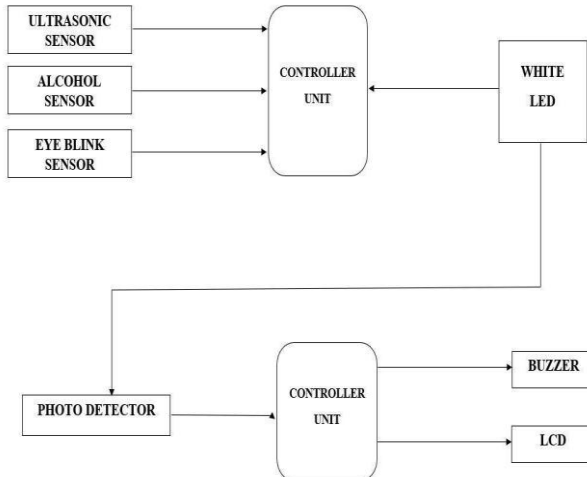 ULTRASONIC
SENSOR
ALCOHOL
SENSOR
EYE BLINK
SENSOR
CONTROLLER
UNIT
WHITE
LED
PHOTO DETECTOR
CONTROLLER
UNIT
BUZZER
LCD